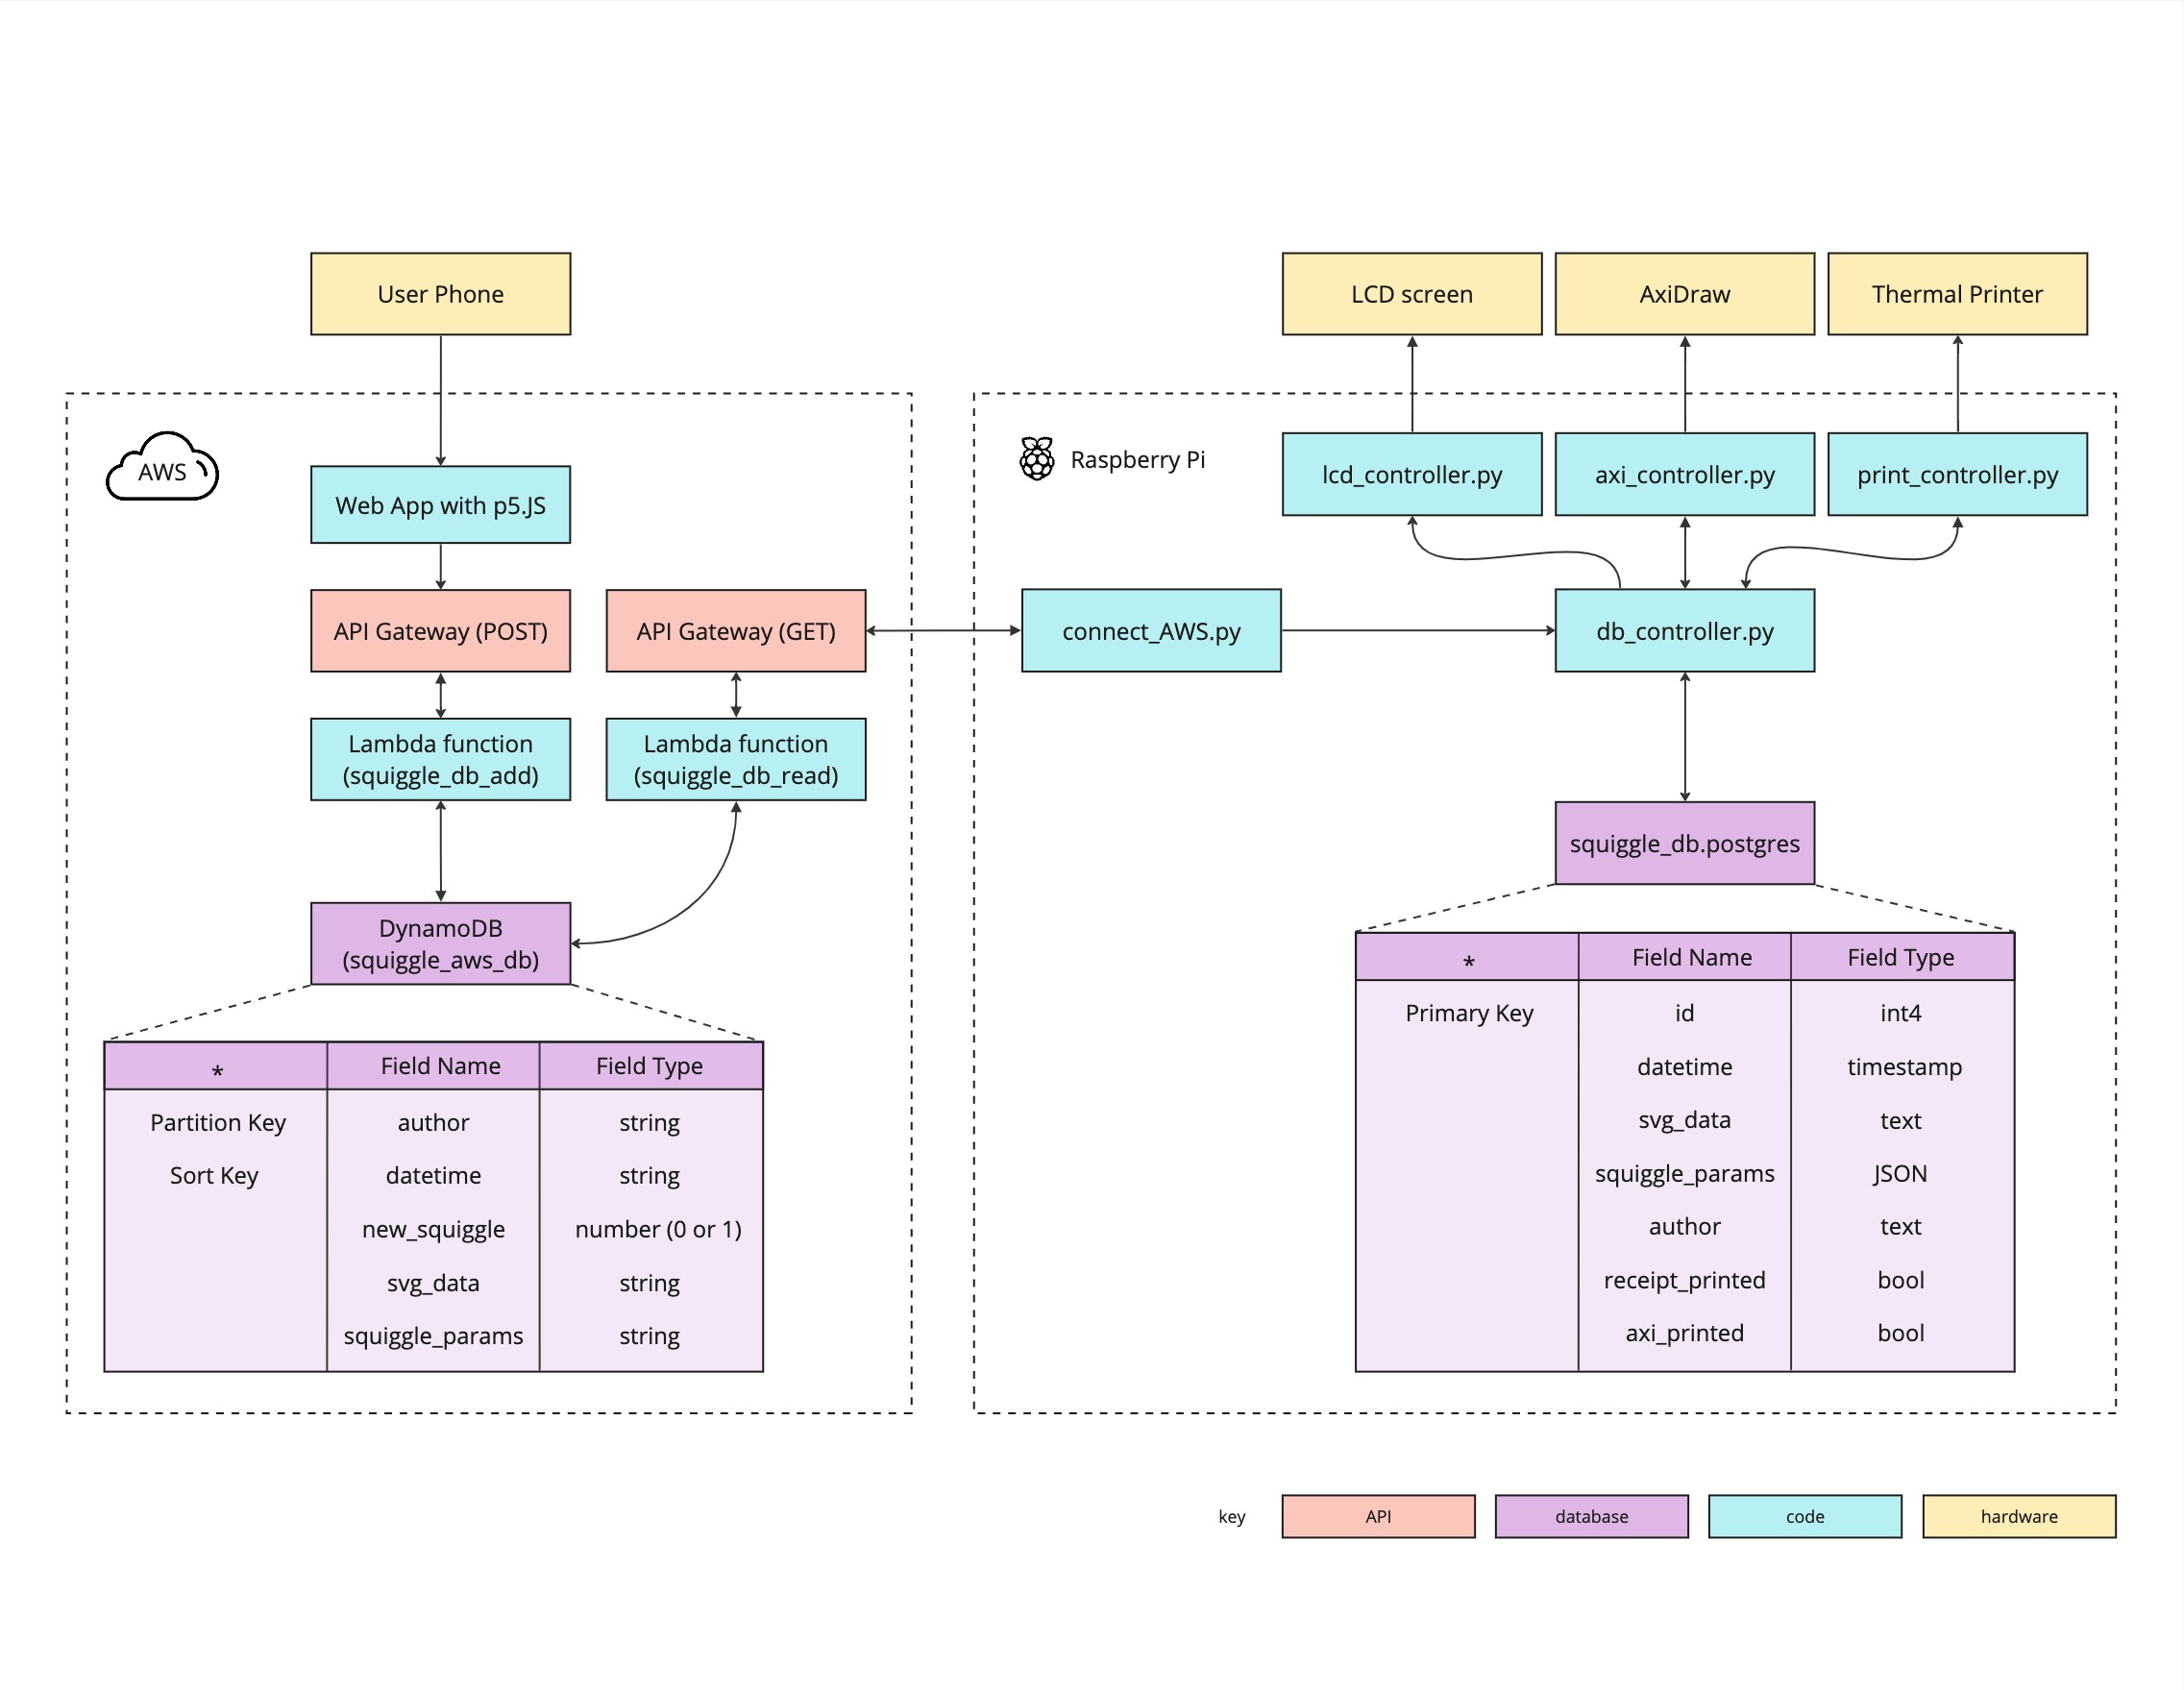 User Phone
LCD screen
AxiDraw
Thermal Printer
AWS
Web App with p5.JS
Raspberry Pi
lcd_controller.py
axi_controller.py
print_controller.py
API Gateway (POST)
API Gateway (GET)
connect_AWS.py
db_controller.py
Lambda function
(squiggle_db_add)
Lambda function
(squiggle_db_read)
squiggle_db.postgres
DynamoDB
(squiggle_aws_db)
* Field Name Field Type
Partition Key author string
Sort Key datetime string
new_squiggle number (0 or 1)
svg_data string
squiggle_params string
* Field Name Field Type
Primary Key id int4
datetime timestamp
svg_data text
squiggle_params JSON
author text
receipt_printed bool
axi_printed bool
key API database code hardware